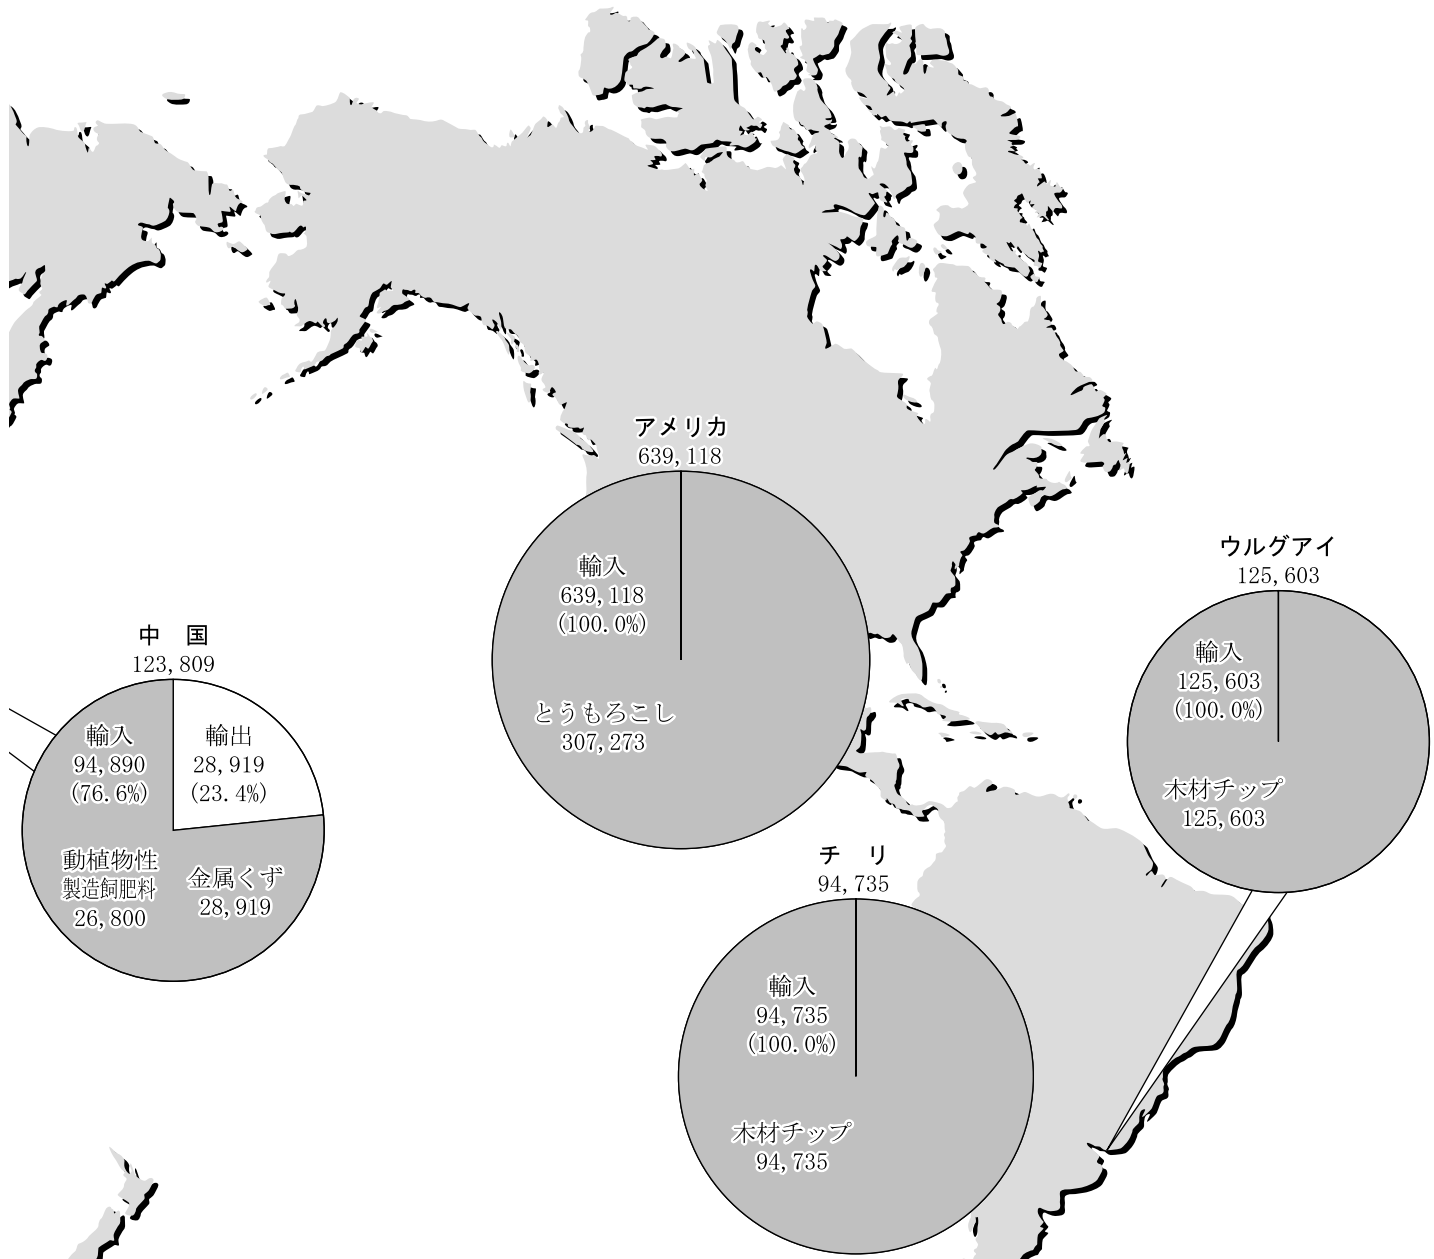 アメリカ
639,118
輸入
639,118
(100.0%)
とうもろこし
307,273
ウルグアイ
125,603
輸入
125,603
(100.0%)
木材チップ
125,603
中　国
123,809
輸入
94,890
(76.6%)
輸出
28,919
(23.4%)
動植物性
製造飼肥料
26,800
金属くず
28,919
チ　リ
94,735
輸入
94,735
(100.0%)
木材チップ
94,735